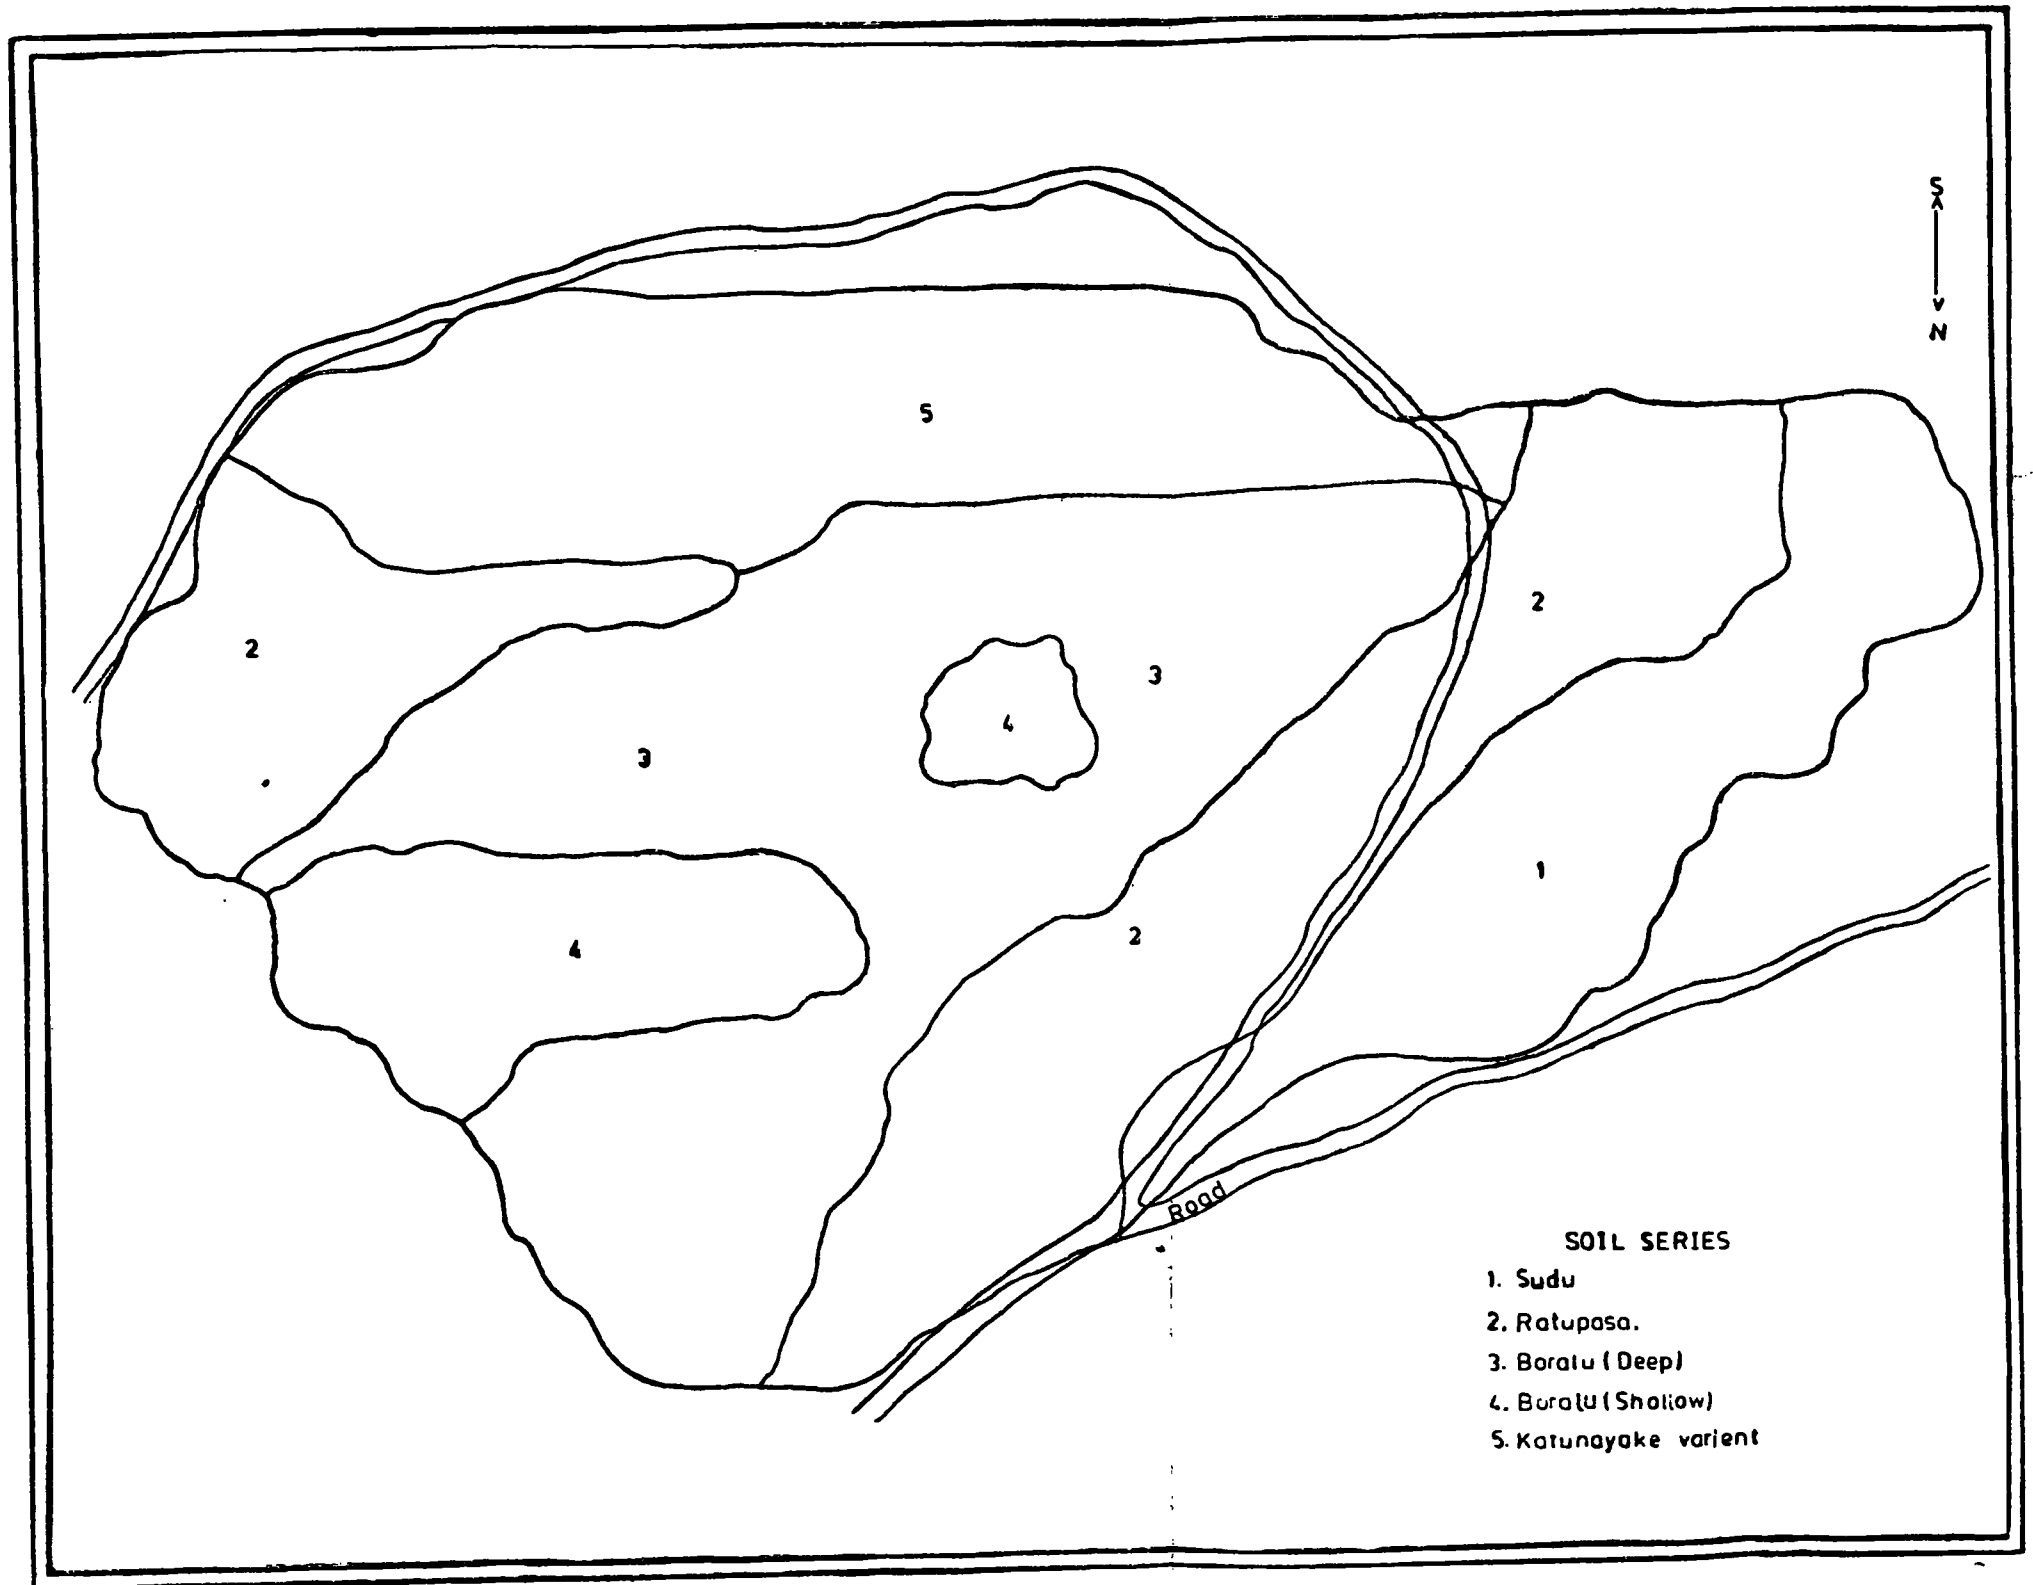 S
N
5
2
2
3
4
3
1
2
4
Road
SOIL SERIES
1. Sudu
2. Ratupasa.
3. Boralu (Deep)
4. Boralu (Shallow)
5. Katunayake varient